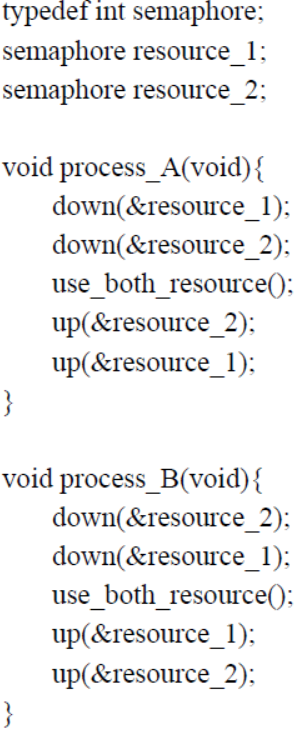 typedef int semaphore;
semaphore resource_1;
semaphore resource_2;
void process_A(void){
down(&resource_1);
down(&resource_2);
use_both_resource();
up(&resource_2);
up(&resource_1);
}
void process_B(void){
down(&resource_2);
down(&resource_1);
use_both_resource();
up(&resource_1);
up(&resource_2);
}